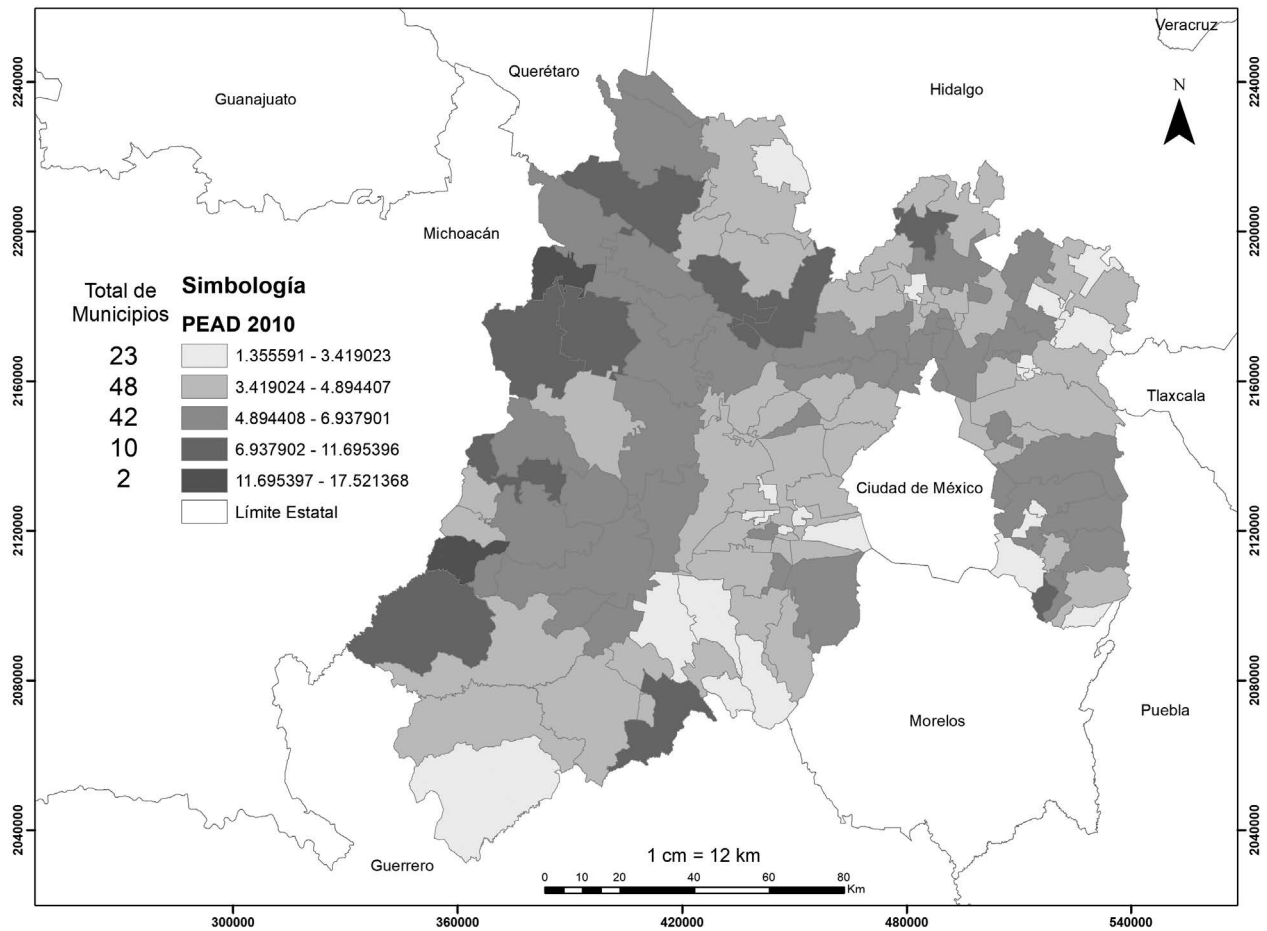 Veracruz
Querétaro
Guanajuato
Hidalgo
N
Michoacán
Tlaxcala
Ciudad de México
Morelos
Puebla
Guerrero
Total de
Municipios
Simbología
PEAD 2010
23 1.355591 - 3.419023
48 3.419024 - 4.894407
42 4.894408 - 6.937901
10 6.937902 - 11.695396
2 11.695397 - 17.521368
Límite Estatal
1 cm = 12 km
0 10 20 40 60 80
Km
2240000
2200000
2160000
2120000
2080000
2040000
2240000
2200000
2160000
2120000
2080000
2040000
300000 360000 420000 480000 540000